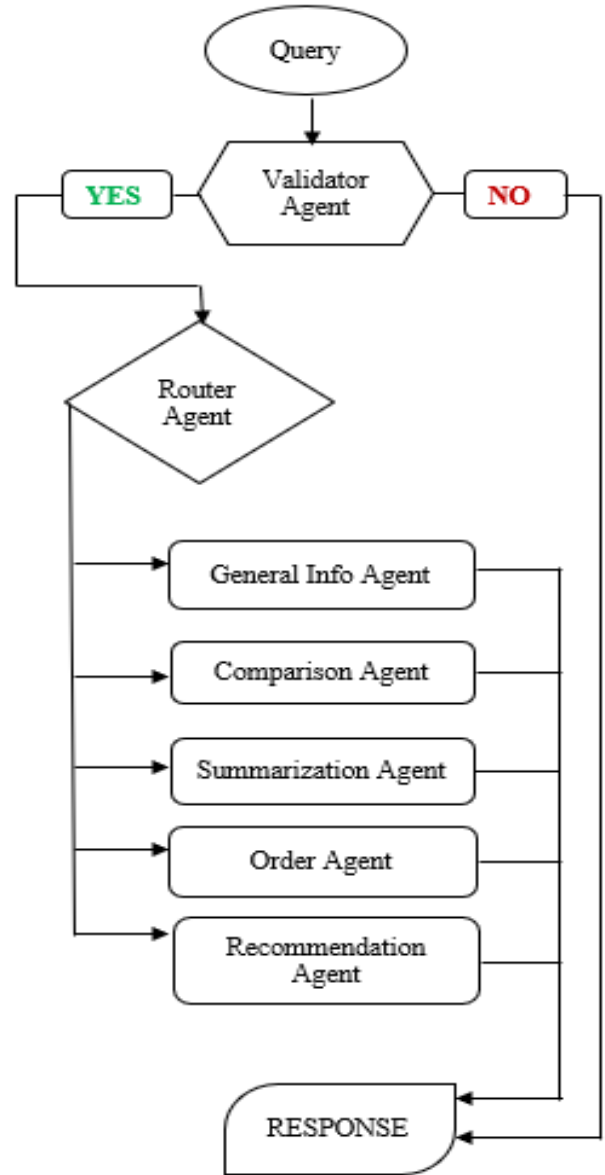 Query
Validator
Agent
YES
NO
Router
Agent
General Info Agent
Comparison Agent
Summarization Agent
Order Agent
Recommendation
Agent
RESPONSE